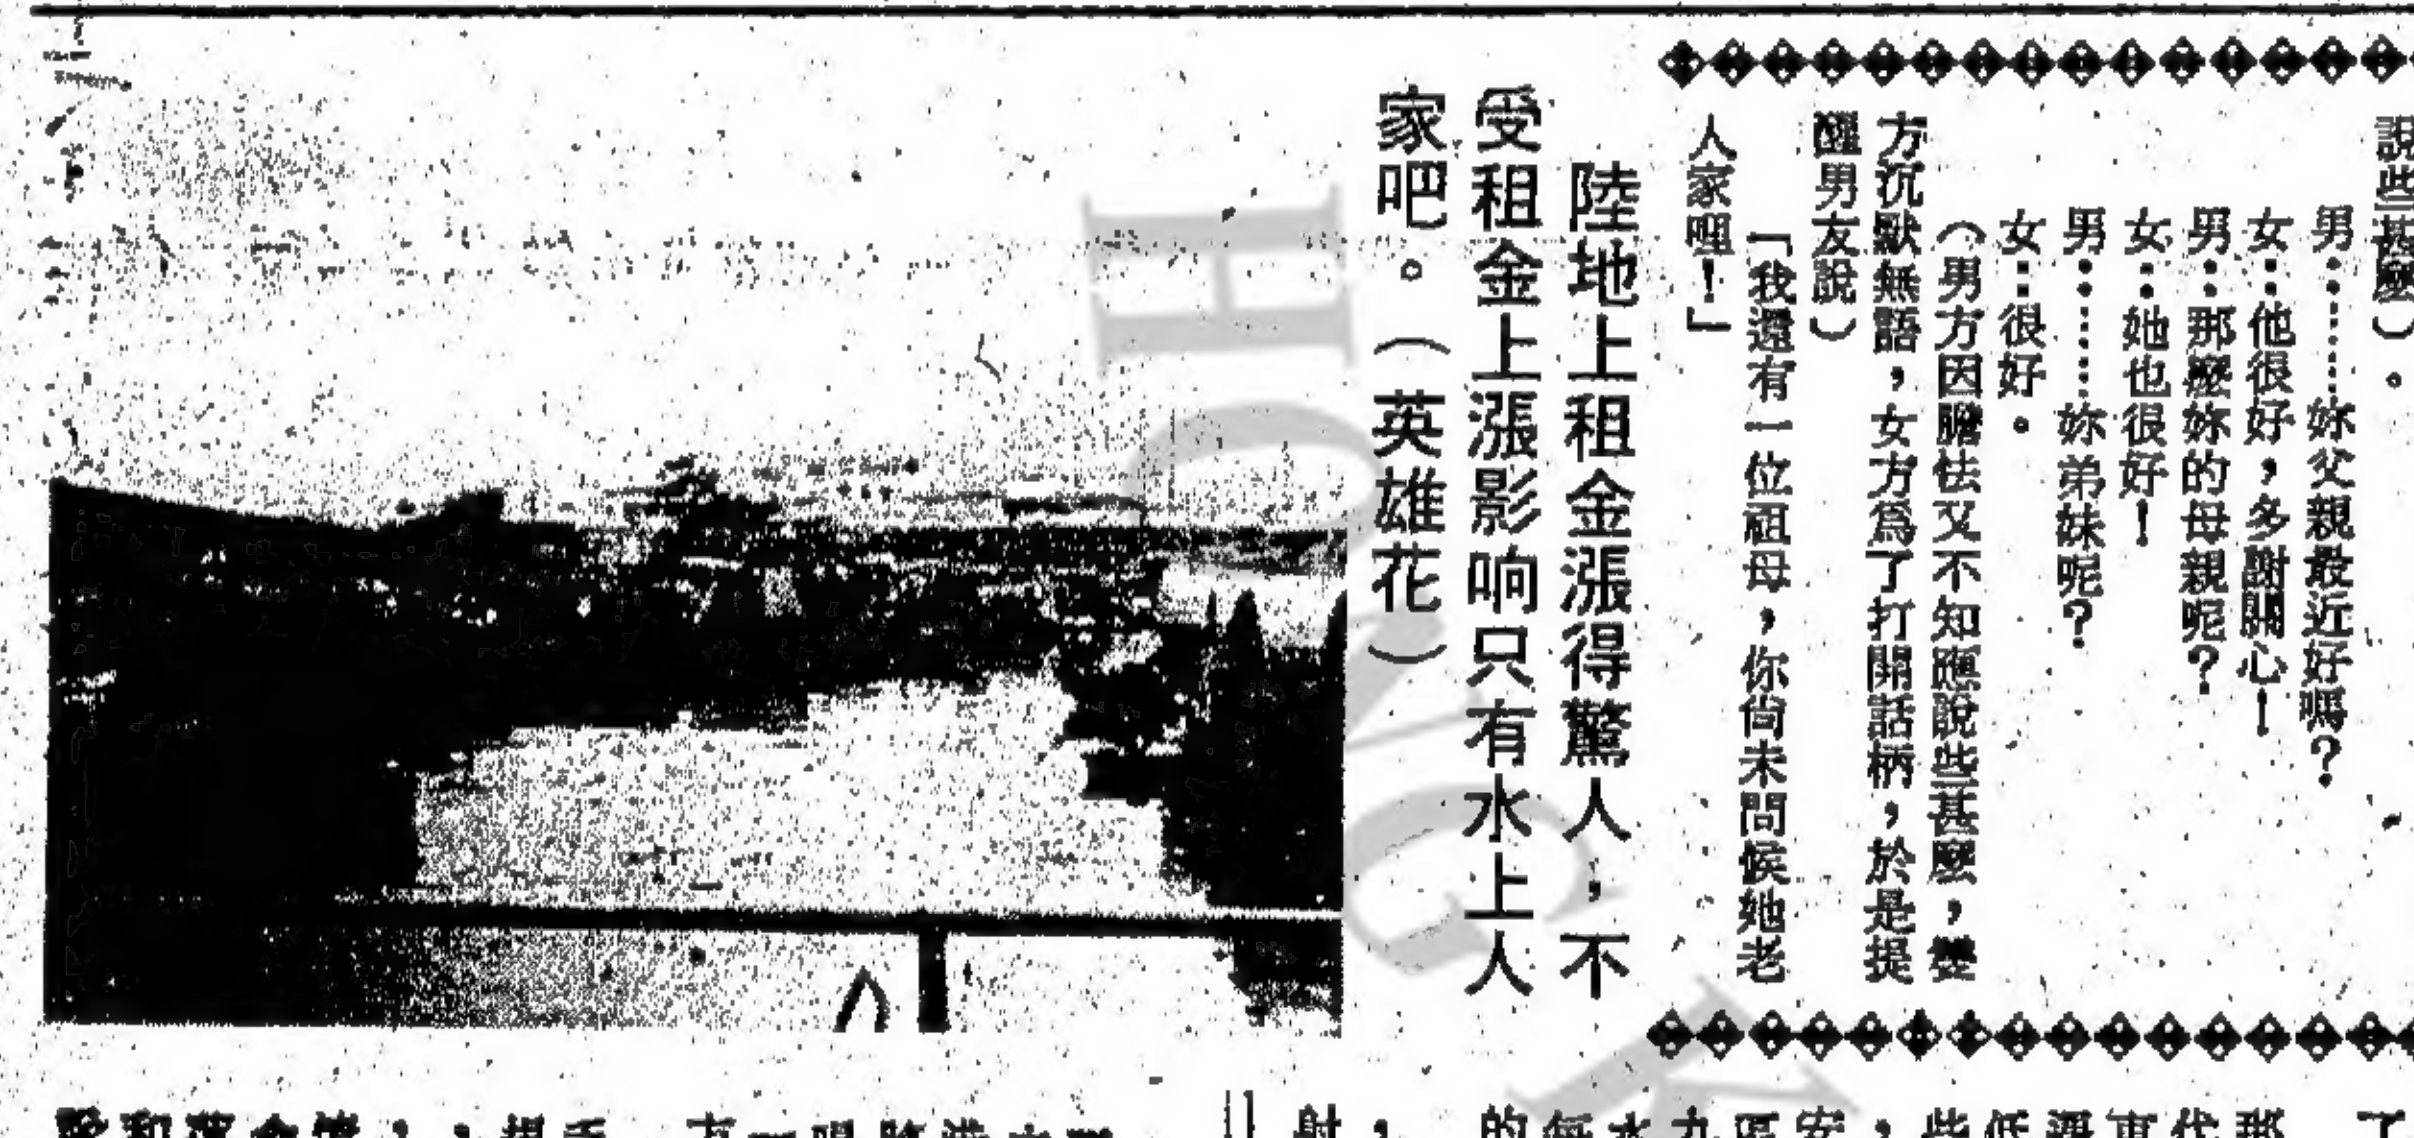 說些甚麼)。
男:……妳父親最近好嗎?
女:他很好,多謝關心!
男:那麼妳的母親呢?
女:她也很好!
男:……妳弟妹呢?
女:很好。
(男方因膽怯又不知應說些甚麼,雙
方沉默無語,女方爲了打開話柄,於是提
醒男友說)
「我還有一位祖母,你尙未問候她老
人家哩!」
陸地上租金漲得驚人,不
受租金上漲影响只有水上人
家吧。(英雄花)
HONG K